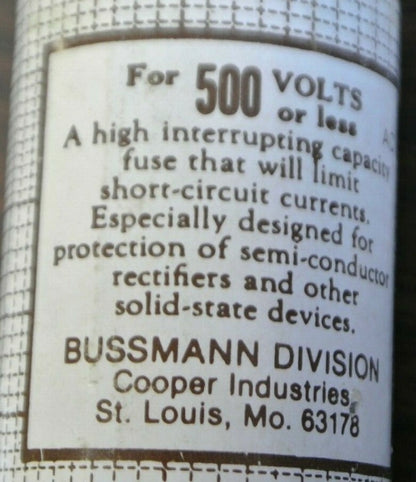 For 500 VOLTS
or less
A high interrupting capacity
fuse that will limit
short-circuit currents.
Especially designed for
protection of semi-conductor
rectifiers and other
solid-state devices.
BUSSMANN DIVISION
Cooper Industries
St. Louis, Mo. 63178